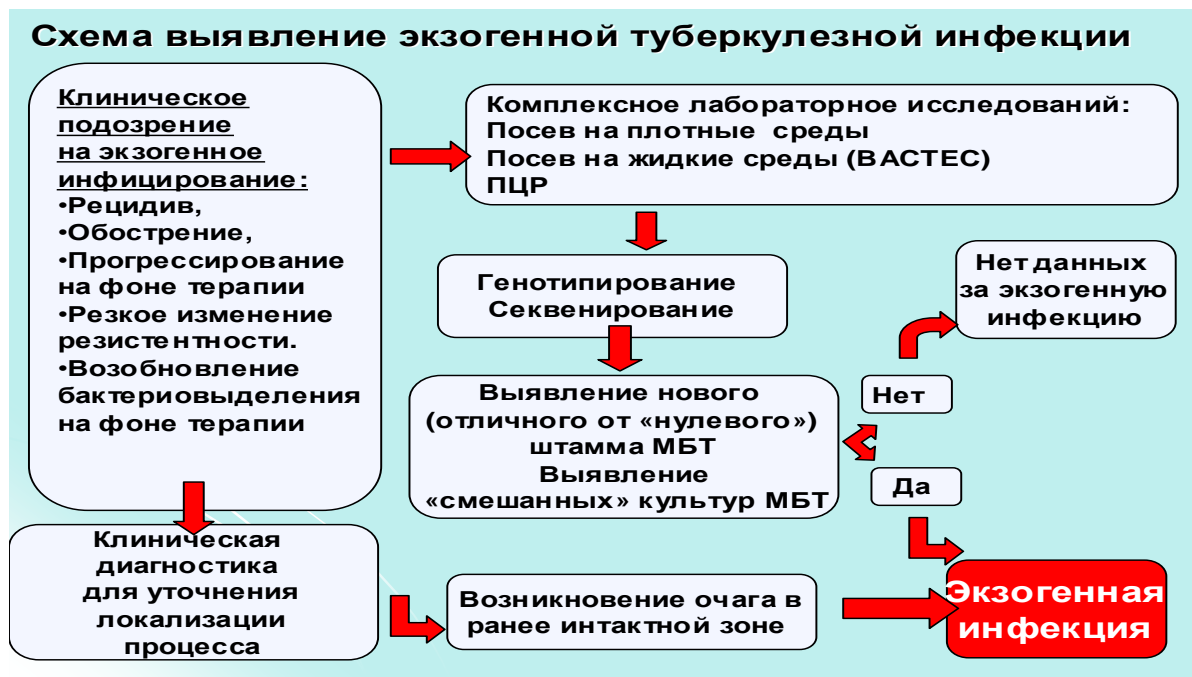 Схема выявление экзогенной туберкулезной инфекции
Клиническое
подозрение
на экзогенное
инфицирование:
•Рецидив,
•Обострение,
•Прогрессирование
на фоне терапии
•Резкое изменение
резистентности.
•Возобновление
бактериовыделения
на фоне терапии
Комплексное лабораторное исследований:
Посев на плотные среды
Посев на жидкие среды (BACTEC)
ПЦР
Генотипирование
Секвенирование
Нет данных
за экзогенную
инфекцию
Выявление нового
(отличного от «нулевого»)
штамма МБТ
Выявление
«смешанных» культур МБТ
Нет
Да
Клиническая
диагностика
для уточнения
локализации
процесса
Возникновение очага в
ранее интактной зоне
Экзогенная
инфекция